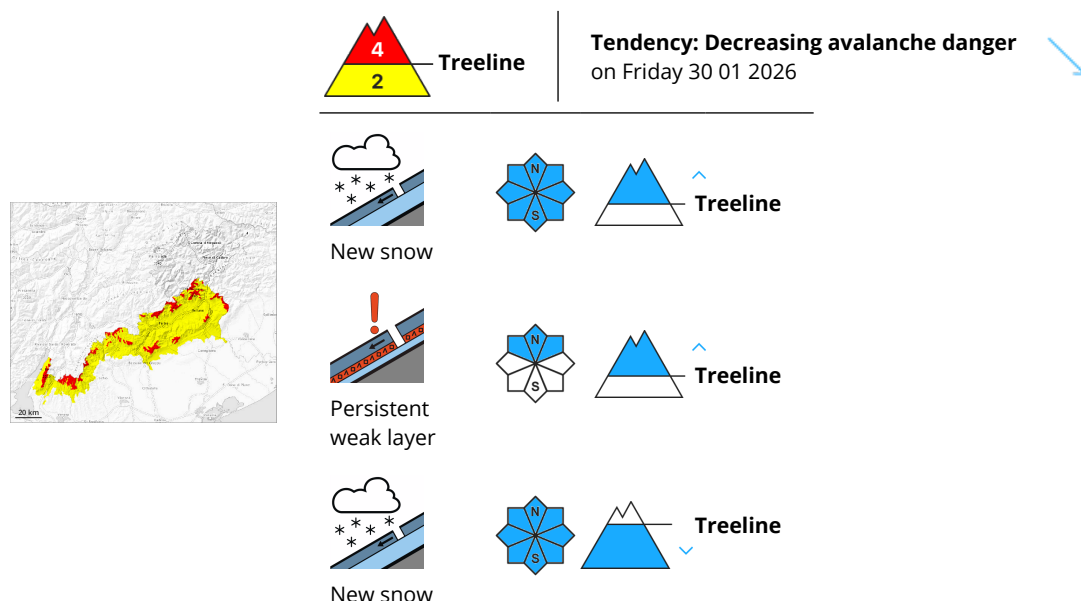 4
2
Treeline
Tendency: Decreasing avalanche danger
on Friday 30 01 2026
N
S
Treeline
New snow
N
S
Treeline
Persistent
weak layer
N
S
Treeline
New snow
20 km